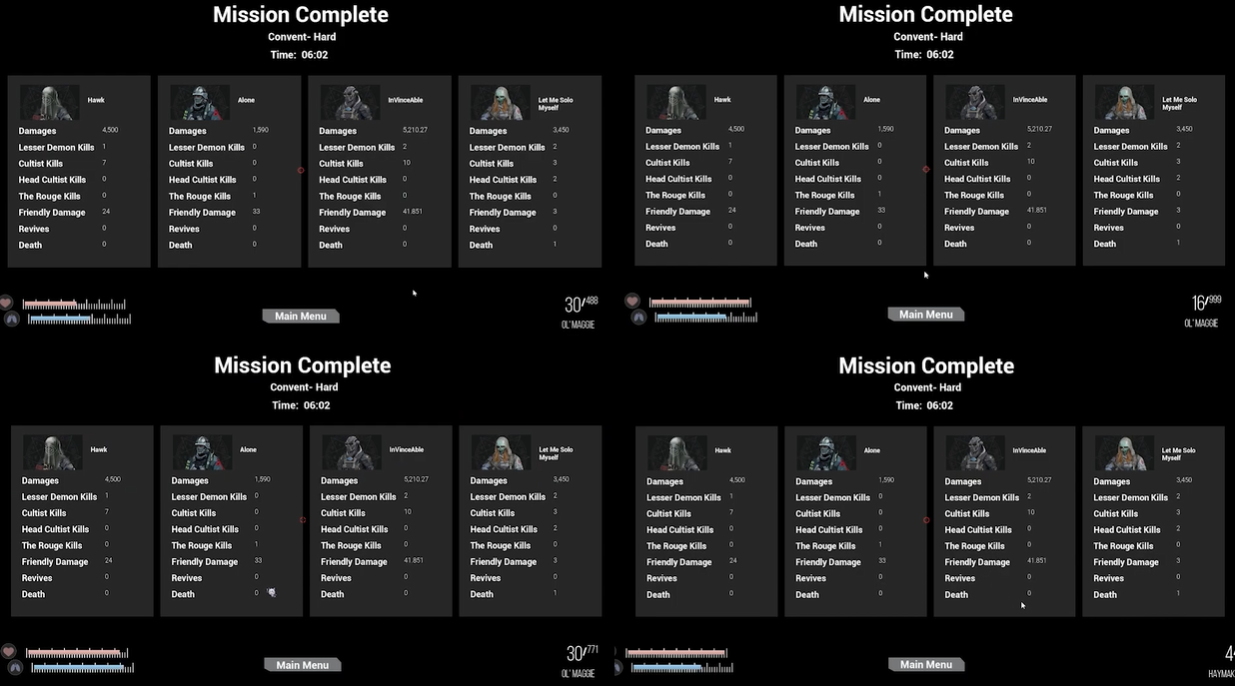 Mission Complete
Convent- Hard
Time: 06:02
Hawk
Damages 4,500
Lesser Demon Kills 1
Cultist Kills 7
Head Cultist Kills 0
The Rouge Kills 0
Friendly Damage 24
Revives 0
Death 0
Alone
Damages 1,590
Lesser Demon Kills 0
Cultist Kills 0
Head Cultist Kills 0
The Rouge Kills 1
Friendly Damage 33
Revives 0
Death 0
InVinceAble
Damages 5,210.27
Lesser Demon Kills 2
Cultist Kills 10
Head Cultist Kills 0
The Rouge Kills 0
Friendly Damage 41.851
Revives 0
Death 0
Let Me Solo
Myself
Damages 3,450
Lesser Demon Kills 2
Cultist Kills 3
Head Cultist Kills 2
The Rouge Kills 0
Friendly Damage 3
Revives 0
Death 1
Main Menu
30/488
OL' MAGGIE
Mission Complete
Convent- Hard
Time: 06:02
Hawk
Damages 4,500
Lesser Demon Kills 1
Cultist Kills 7
Head Cultist Kills 0
The Rouge Kills 0
Friendly Damage 24
Revives 0
Death 0
Alone
Damages 1,590
Lesser Demon Kills 0
Cultist Kills 0
Head Cultist Kills 0
The Rouge Kills 1
Friendly Damage 33
Revives 0
Death 0
InVinceAble
Damages 5,210.27
Lesser Demon Kills 2
Cultist Kills 10
Head Cultist Kills 0
The Rouge Kills 0
Friendly Damage 41.851
Revives 0
Death 0
Let Me Solo
Myself
Damages 3,450
Lesser Demon Kills 2
Cultist Kills 3
Head Cultist Kills 2
The Rouge Kills 0
Friendly Damage 3
Revives 0
Death 1
Main Menu
16/999
OL' MAGGIE
Mission Complete
Convent- Hard
Time: 06:02
Hawk
Damages 4,500
Lesser Demon Kills 1
Cultist Kills 7
Head Cultist Kills 0
The Rouge Kills 0
Friendly Damage 24
Revives 0
Death 0
Alone
Damages 1,590
Lesser Demon Kills 0
Cultist Kills 0
Head Cultist Kills 0
The Rouge Kills 1
Friendly Damage 33
Revives 0
Death 0
InVinceAble
Damages 5,210.27
Lesser Demon Kills 2
Cultist Kills 10
Head Cultist Kills 0
The Rouge Kills 0
Friendly Damage 41.851
Revives 0
Death 0
Let Me Solo
Myself
Damages 3,450
Lesser Demon Kills 2
Cultist Kills 3
Head Cultist Kills 2
The Rouge Kills 0
Friendly Damage 3
Revives 0
Death 1
Main Menu
30/771
OL' MAGGIE
Mission Complete
Convent- Hard
Time: 06:02
Hawk
Damages 4,500
Lesser Demon Kills 1
Cultist Kills 7
Head Cultist Kills 0
The Rouge Kills 0
Friendly Damage 24
Revives 0
Death 0
Alone
Damages 1,590
Lesser Demon Kills 0
Cultist Kills 0
Head Cultist Kills 0
The Rouge Kills 1
Friendly Damage 33
Revives 0
Death 0
InVinceAble
Damages 5,210.27
Lesser Demon Kills 2
Cultist Kills 10
Head Cultist Kills 0
The Rouge Kills 0
Friendly Damage 41.851
Revives 0
Death 0
Let Me Solo
Myself
Damages 3,450
Lesser Demon Kills 2
Cultist Kills 3
Head Cultist Kills 2
The Rouge Kills 0
Friendly Damage 3
Revives 0
Death 1
Main Menu
HAYMAK